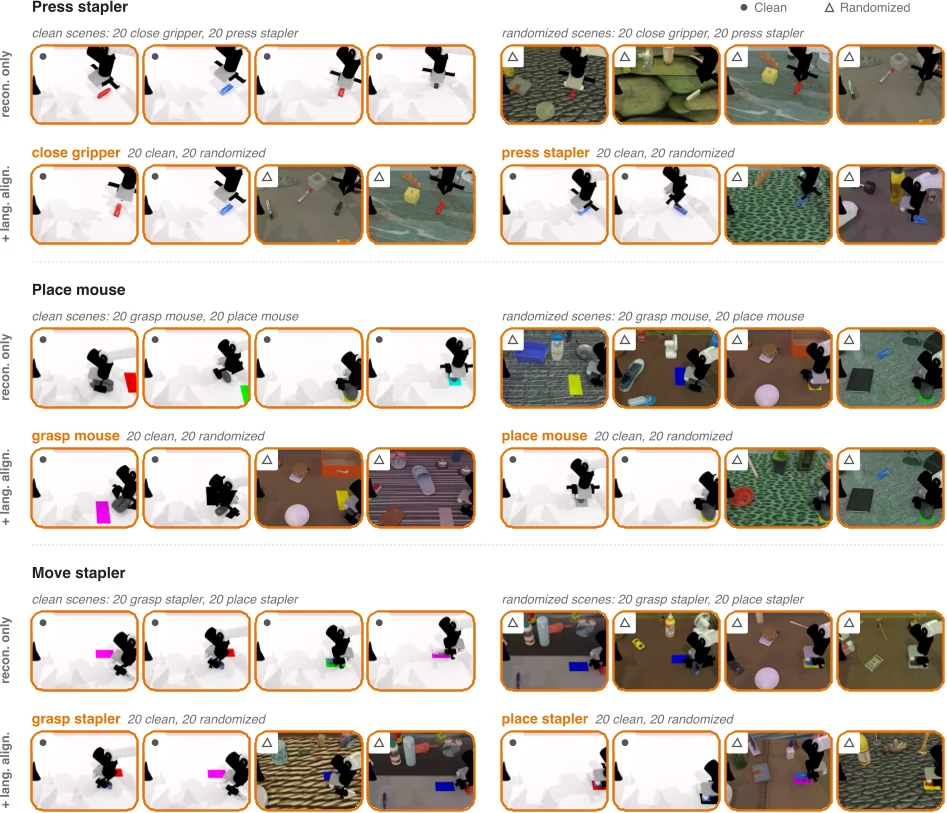 Press stapler
Clean
Randomized
recon. only
clean scenes: 20 close gripper, 20 press stapler
randomized scenes: 20 close gripper, 20 press stapler
+ lang. align.
close gripper 20 clean, 20 randomized
press stapler 20 clean, 20 randomized
Place mouse
recon. only
clean scenes: 20 grasp mouse, 20 place mouse
randomized scenes: 20 grasp mouse, 20 place mouse
+ lang. align.
grasp mouse 20 clean, 20 randomized
place mouse 20 clean, 20 randomized
Move stapler
recon. only
clean scenes: 20 grasp stapler, 20 place stapler
randomized scenes: 20 grasp stapler, 20 place stapler
+ lang. align.
grasp stapler 20 clean, 20 randomized
place stapler 20 clean, 20 randomized